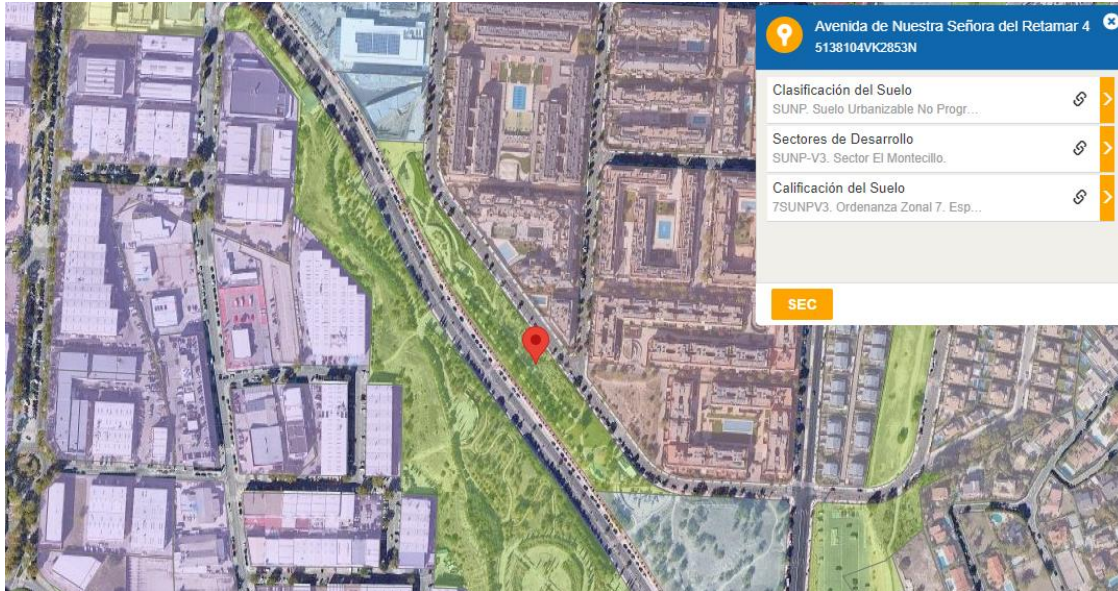 Avenida de Nuestra Señora del Retamar 4
5138104VK2853N
Clasificación del Suelo
SUNP. Suelo Urbanizable No Progr...
Sectores de Desarrollo
SUNP-V3. Sector El Montecillo.
Calificación del Suelo
7SUNPV3. Ordenanza Zonal 7. Esp...
SEC